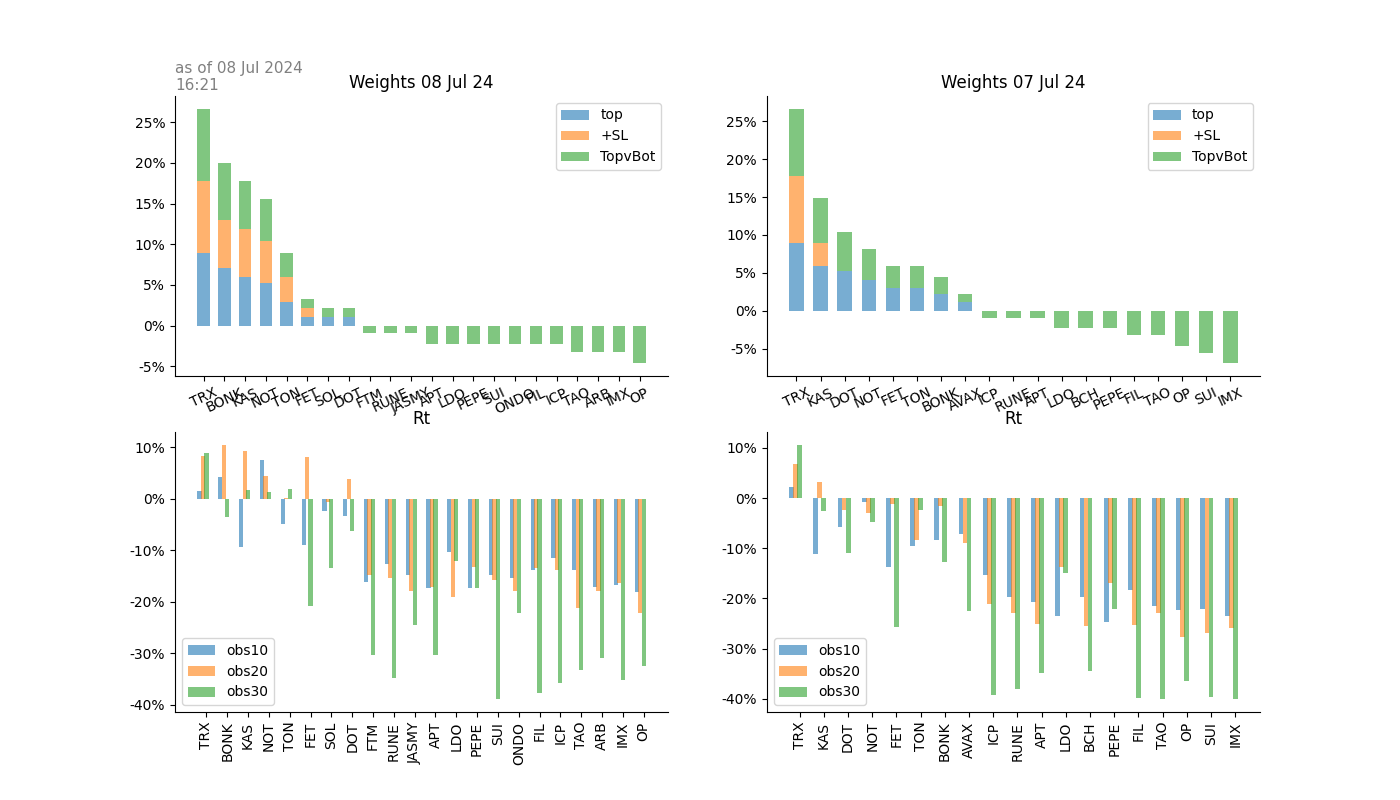 as of 08 Jul 2024
16:21
Weights 08 Jul 24
25%
20%
15%
10%
5%
0%
-5%
top
+SL
TopvBot
TRX BONK KAS NOT TON FET SOL DOT FTM RUNE JASMY APT LDO PEPE SUI ONDO FIL ICP TAO ARB IMX OP
Weights 07 Jul 24
25%
20%
15%
10%
5%
0%
-5%
top
+SL
TopvBot
TRX KAS DOT NOT FET TON BONK AVAX ICP RUNE APT LDO BCH PEPE FIL TAO OP SUI IMX
Rt
10%
0%
-10%
-20%
-30%
-40%
obs10
obs20
obs30
TRX BONK KAS NOT TON FET SOL DOT FTM RUNE JASMY APT LDO PEPE SUI ONDO FIL ICP TAO ARB IMX OP
Rt
10%
0%
-10%
-20%
-30%
-40%
obs10
obs20
obs30
TRX KAS DOT NOT FET TON BONK AVAX ICP RUNE APT LDO BCH PEPE FIL TAO OP SUI IMX